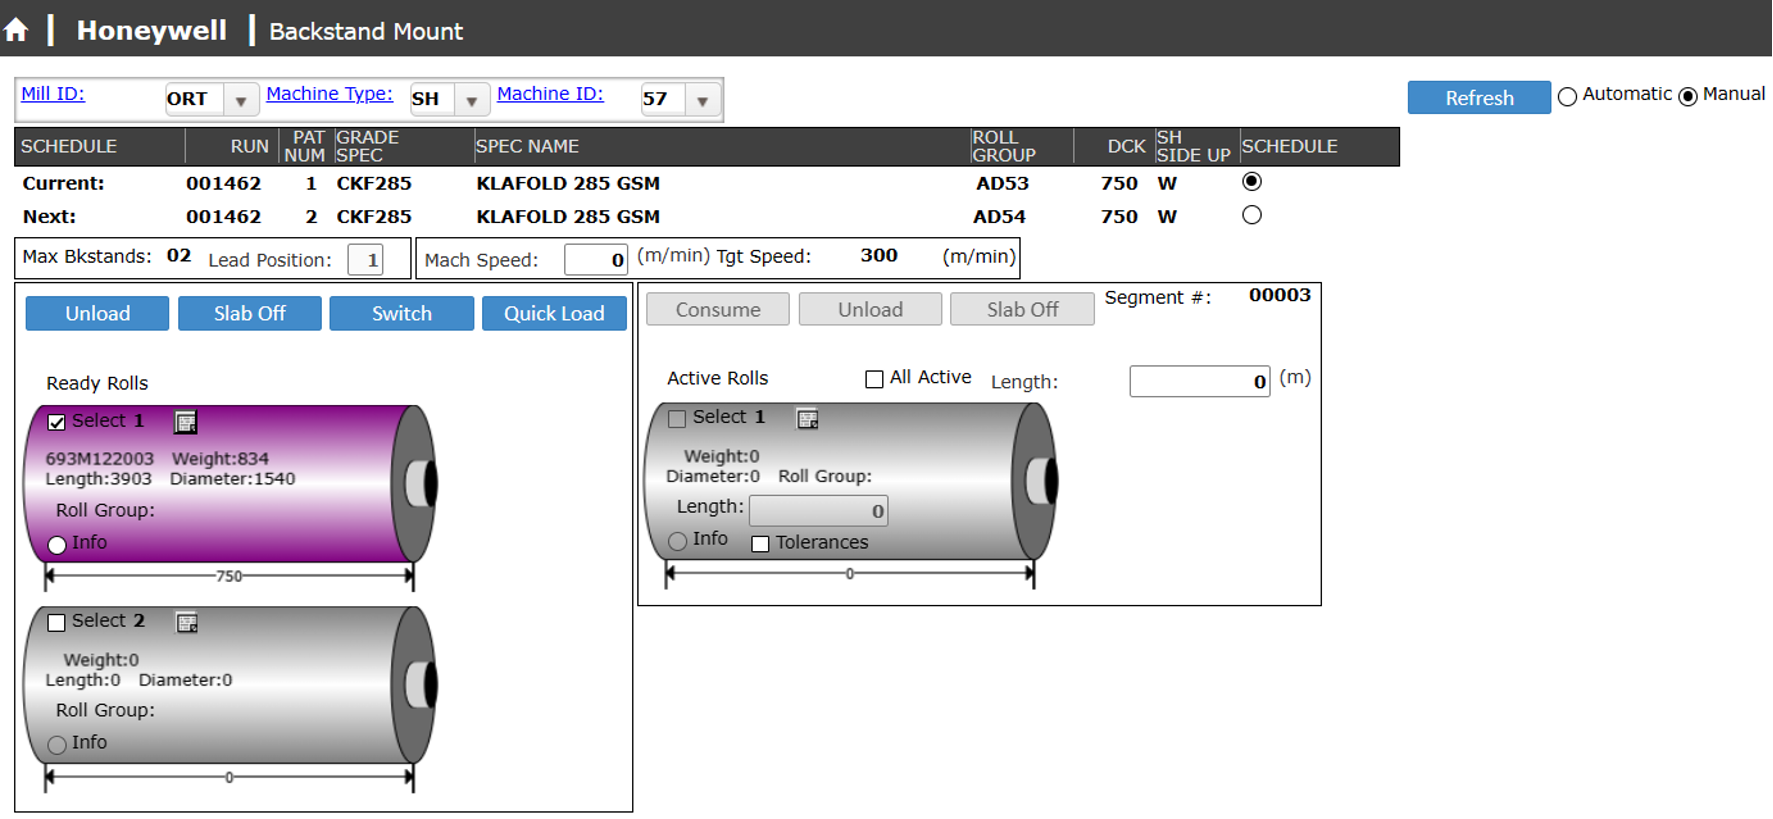 Honeywell Backstand Mount
Mill ID: ORT Machine Type: SH Machine ID: 57 Refresh Automatic Manual
SCHEDULE RUN PAT NUM GRADE SPEC SPEC NAME ROLL GROUP DCK SH SIDE UP SCHEDULE
Current: 001462 1 CKF285 KLAFOLD 285 GSM AD53 750 W
Next: 001462 2 CKF285 KLAFOLD 285 GSM AD54 750 W
Max Bkstands: 02 Lead Position: 1 Mach Speed: 0 (m/min) Tgt Speed: 300 (m/min)
Unload Slab Off Switch Quick Load
Ready Rolls
Select 1
693M122003 Weight:834
Length:3903 Diameter:1540
Roll Group:
Info
750
Select 2
Weight:0
Length:0 Diameter:0
Roll Group:
Info
0
Consume Unload Slab Off Segment #: 00003
Active Rolls All Active Length: 0 (m)
Select 1
Weight:0
Diameter:0 Roll Group:
Length: 0
Info Tolerances
0